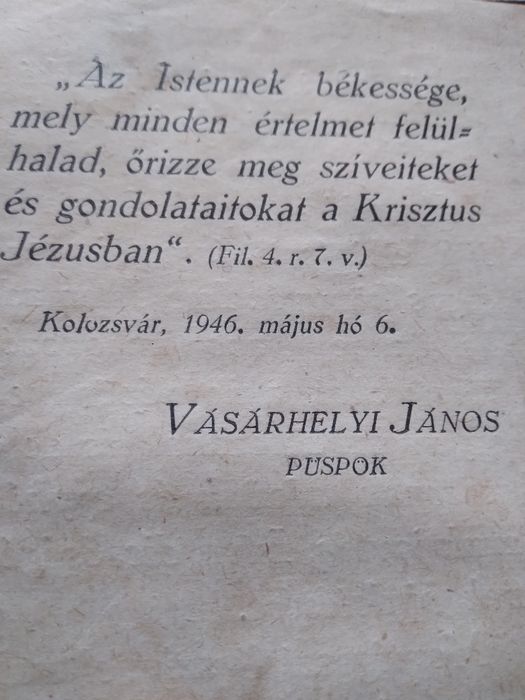 „Az Istennek békessége,
mely minden értelmet felül=
halad, őrizze meg szíveiteket
és gondolataitokat a Krisztus
Jézusban“. (Fil. 4. r. 7. v.)
Kolozsvár, 1946. május hó 6.
VÁSÁRHELYI JÁNOS
PÜSPÖK